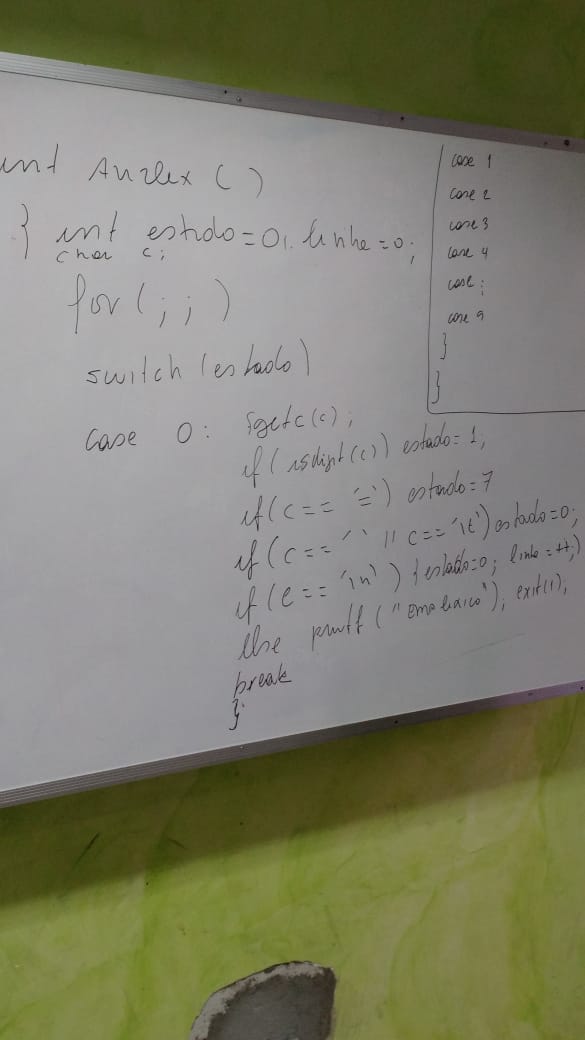 int Analex ( )
{ int estado=0; linha=0;
char c;
for ( ; ; )
switch (estado)
case 0: fgetc(c);
if (isdigit(c)) estado=1;
if (c== '=') estado=7
if (c== ' ' || c== '\t') estado=0;
if (c== '\n') {estado=0; linha=++;}
else printf ("Erro lexico"); exit(1);
break
};
case 1
case 2
case 3
case 4
case :
case 9
}
}